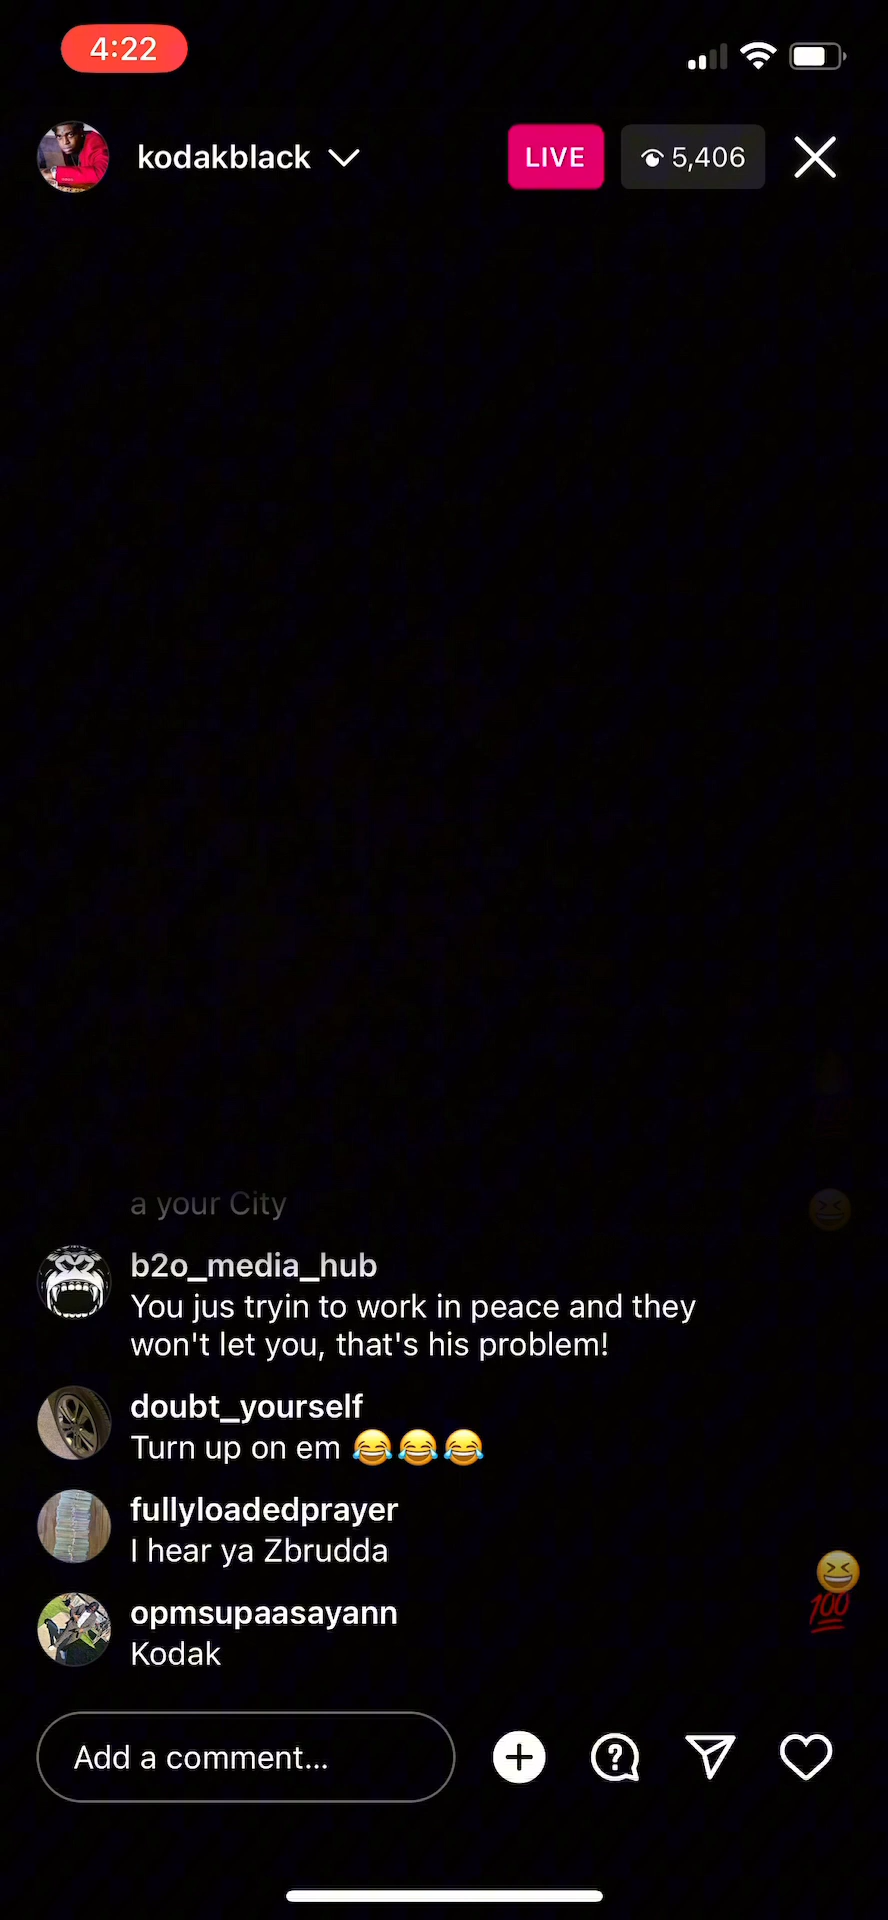 4:22
kodakblack
LIVE
5,406
a your City
b2o_media_hub
You jus tryin to work in peace and they
won't let you, that's his problem!
doubt_yourself
Turn up on em 😂😂😂
fullyloadedprayer
I hear ya Zbrudda
opmsupaasayann
Kodak
💯
Add a comment...